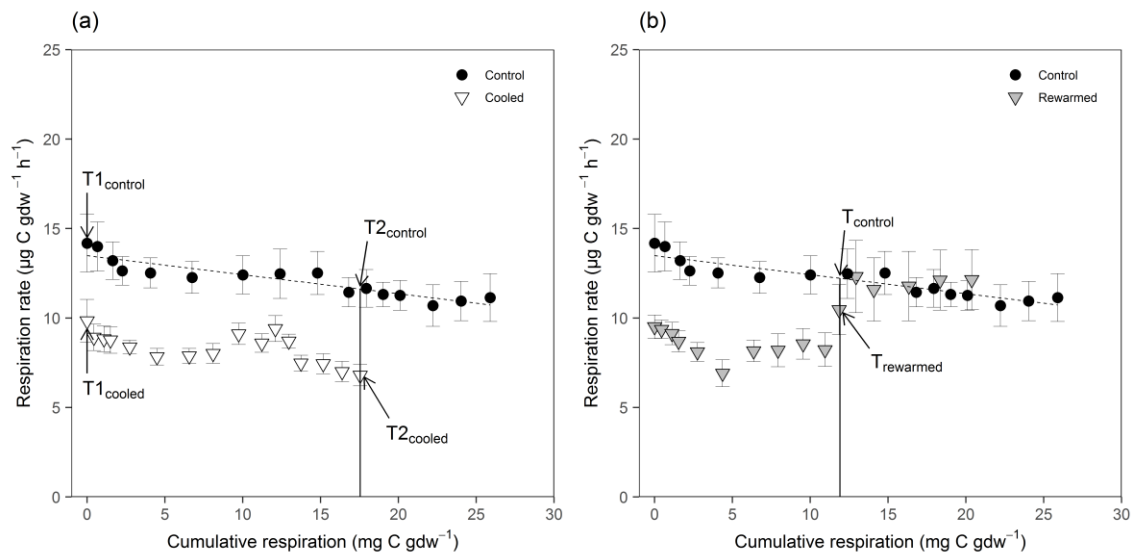 (a)
Control
Cooled
T1control
T2control
T1cooled
T2cooled
0
5
10
15
20
25
0
5
10
15
20
25
30
Respiration rate (µg C gdw⁻¹ h⁻¹)
Cumulative respiration (mg C gdw⁻¹)
(b)
Control
Rewarmed
Tcontrol
Trewarmed
0
5
10
15
20
25
0
5
10
15
20
25
30
Respiration rate (µg C gdw⁻¹ h⁻¹)
Cumulative respiration (mg C gdw⁻¹)